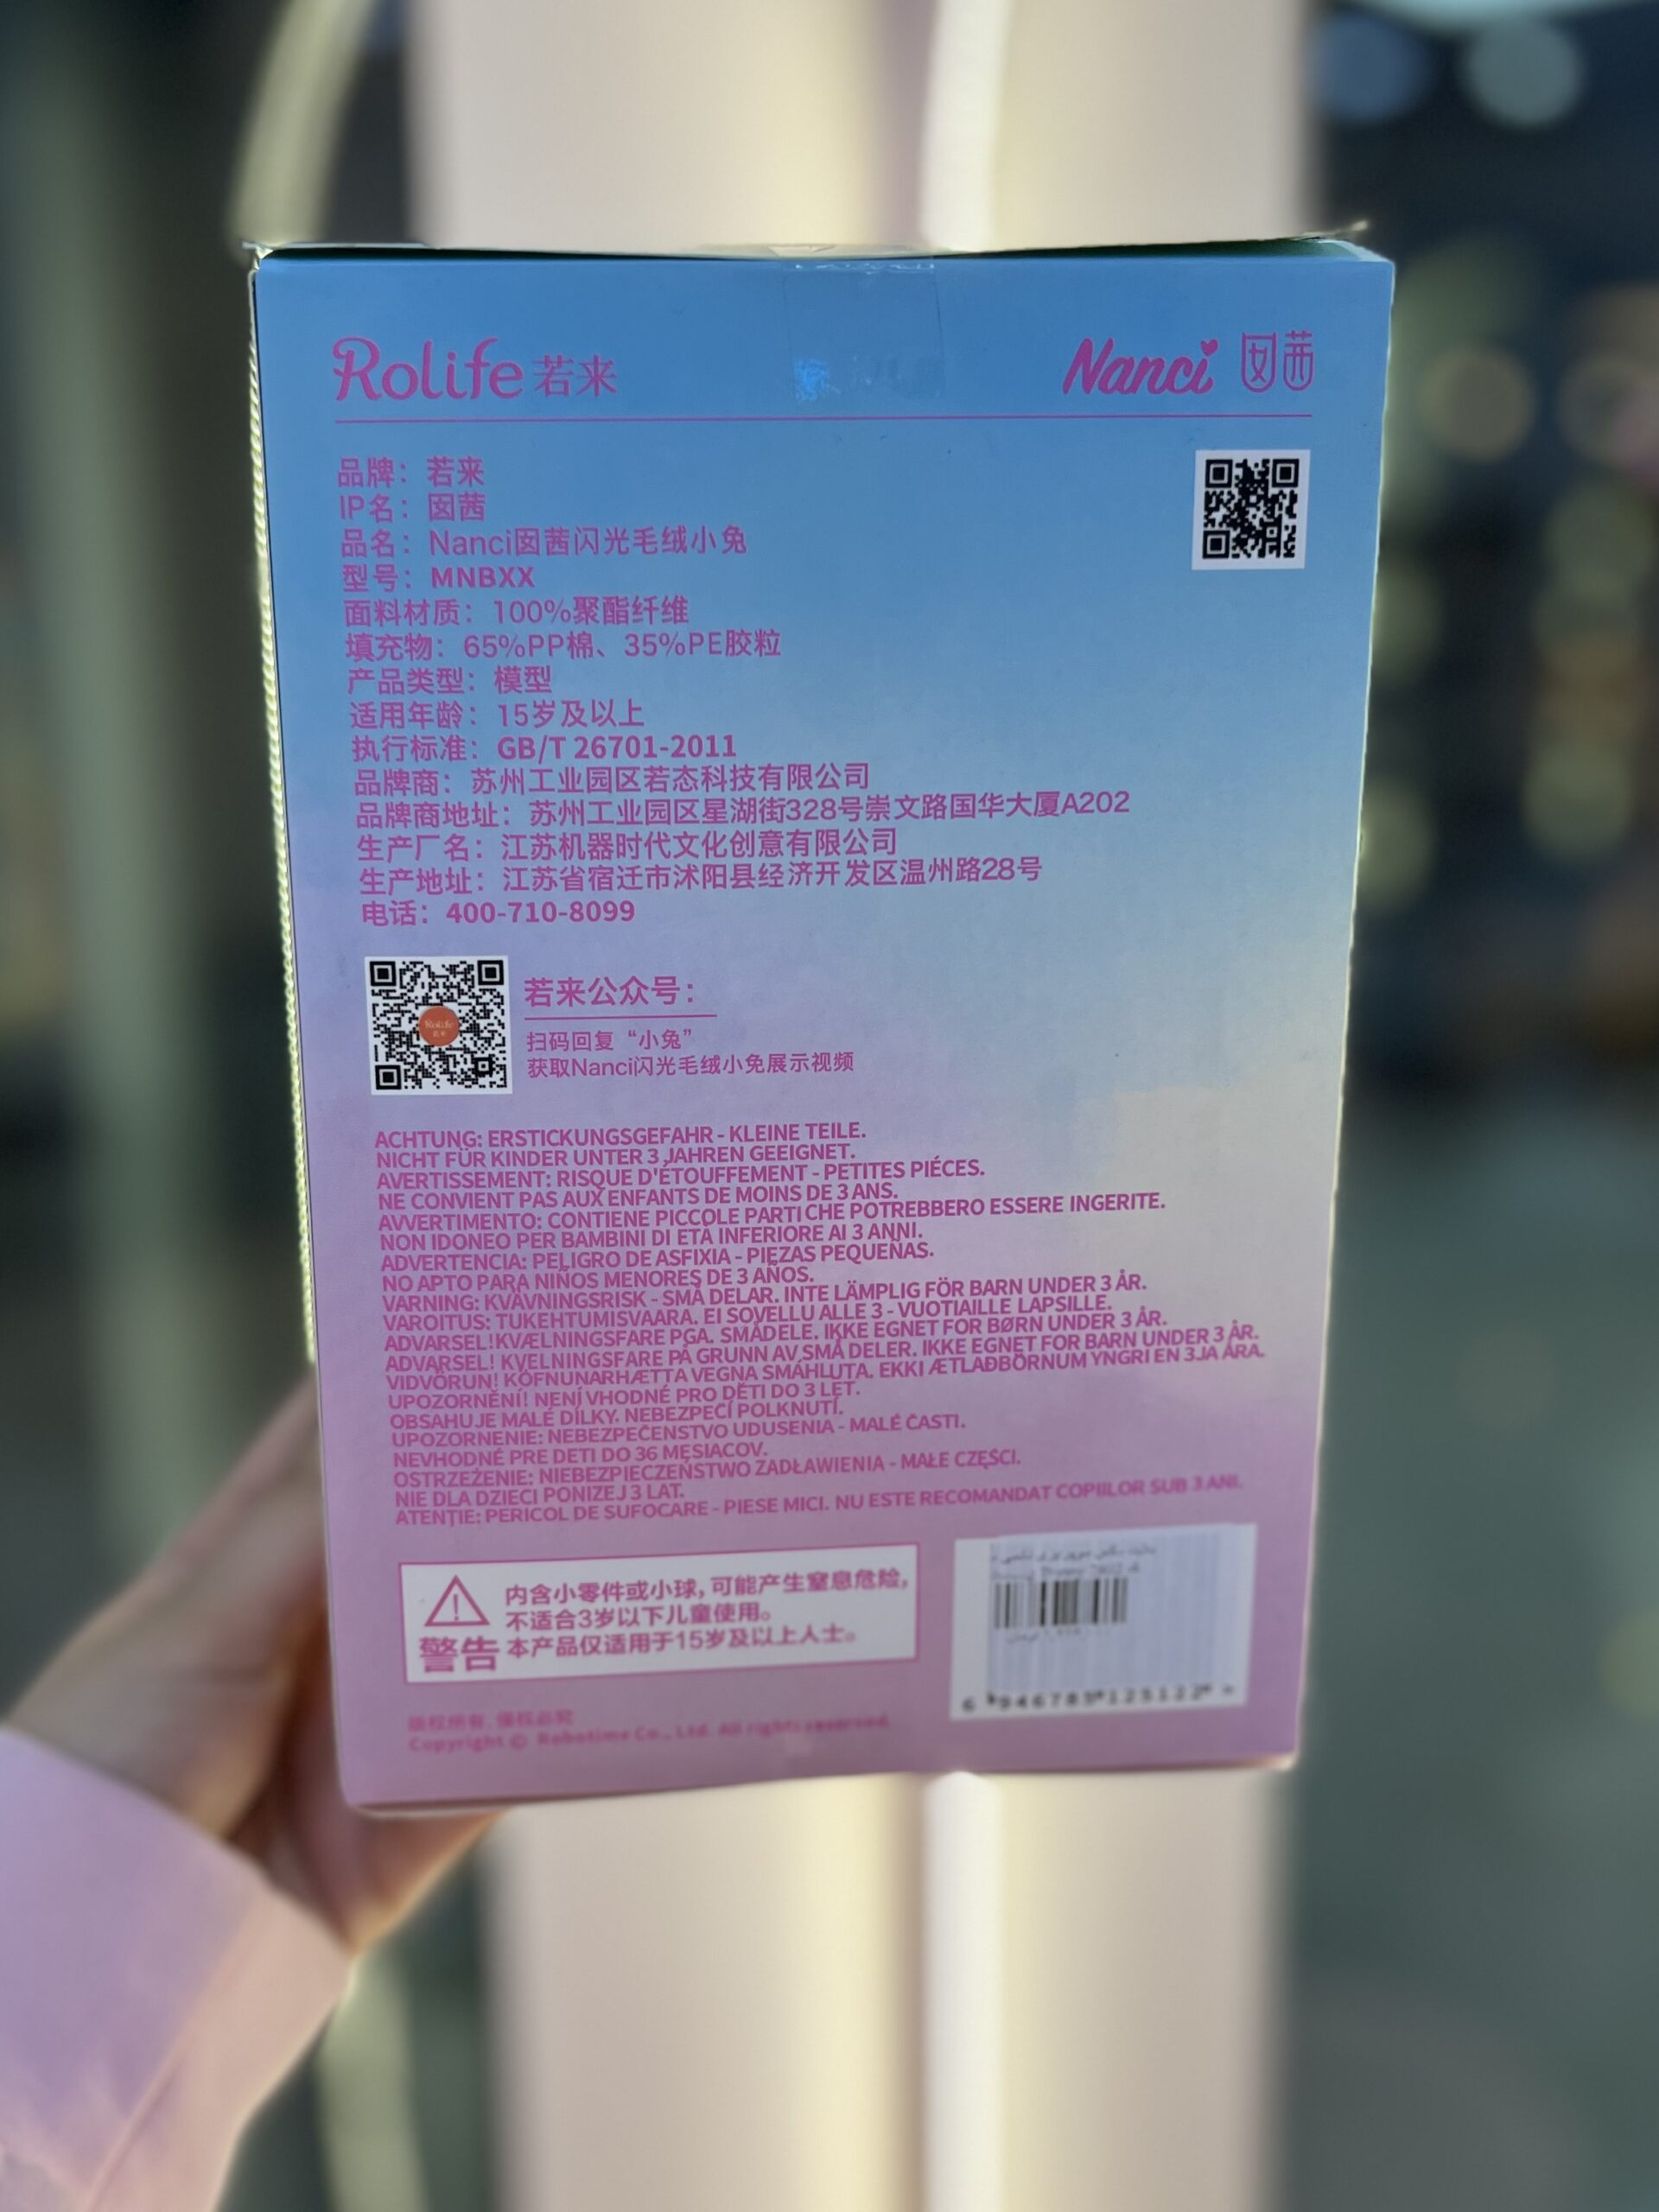 Rolife 若来
Nanci 囡茜
品牌：若来
IP名：囡茜
品名：Nanci囡茜闪光毛绒小兔
型号：MNBXX
面料材质：100%聚酯纤维
填充物：65%PP棉、35%PE胶粒
产品类型：模型
适用年龄：15岁及以上
执行标准：GB/T 26701-2011
品牌商：苏州工业园区若态科技有限公司
品牌商地址：苏州工业园区星湖街328号崇文路国华大厦A202
生产厂名：江苏机器时代文化创意有限公司
生产地址：江苏省宿迁市沭阳县经济开发区温州路28号
电话：400-710-8099
Rolife
若来
若来公众号：
扫码回复“小兔”
获取Nanci闪光毛绒小兔展示视频
ACHTUNG: ERSTICKUNGSGEFAHR - KLEINE TEILE.
NICHT FÜR KINDER UNTER 3 JAHREN GEEIGNET.
AVERTISSEMENT: RISQUE D'ÉTOUFFEMENT - PETITES PIÉCES.
NE CONVIENT PAS AUX ENFANTS DE MOINS DE 3 ANS.
AVVERTIMENTO: CONTIENE PICCOLE PARTI CHE POTREBBERO ESSERE INGERITE.
NON IDONEO PER BAMBINI DI ETÀ INFERIORE AI 3 ANNI.
ADVERTENCIA: PELIGRO DE ASFIXIA - PIEZAS PEQUEÑAS.
NO APTO PARA NIÑOS MENORES DE 3 AÑOS.
VARNING: KVÄVNINGSRISK - SMÅ DELAR. INTE LÄMPLIG FÖR BARN UNDER 3 ÅR.
VAROITUS: TUKEHTUMISVAARA. EI SOVELLU ALLE 3 - VUOTIAILLE LAPSILLE.
ADVARSEL! KVÆLNINGSFARE PGA. SMÅDELE. IKKE EGNET FOR BØRN UNDER 3 ÅR.
ADVARSEL! KVELNINGSFARE PÅ GRUNN AV SMÅ DELER. IKKE EGNET FOR BARN UNDER 3 ÅR.
VIDVÖRUN! KÖFNUNARHÆTTA VEGNA SMÁHLUTA. EKKI ÆTLAÐ BÖRNUM YNGRI EN 3JA ÁRA.
UPOZORNĚNÍ! NENÍ VHODNÉ PRO DĚTI DO 3 LET.
OBSAHUJE MALÉ DÍLKY. NEBEZPEČÍ POLKNUTÍ.
UPOZORNENIE: NEBEZPEČENSTVO UDUSENIA - MALÉ ČASTI.
NEVHODNÉ PRE DETI DO 36 MESIACOV.
OSTRZEŻENIE: NIEBEZPIECZEŃSTWO ZADŁAWIENIA - MAŁE CZĘŚCI.
NIE DLA DZIECI PONIZEJ 3 LAT.
ATENȚIE: PERICOL DE SUFOCARE - PIESE MICI. NU ESTE RECOMANDAT COPIILOR SUB 3 ANI.
警告
内含小零件或小球，可能产生窒息危险，
不适合3岁以下儿童使用。
本产品仅适用于15岁及以上人士。
6 946785 125122
版权所有，侵权必究
Copyright © Robotime Co., Ltd. All rights reserved.